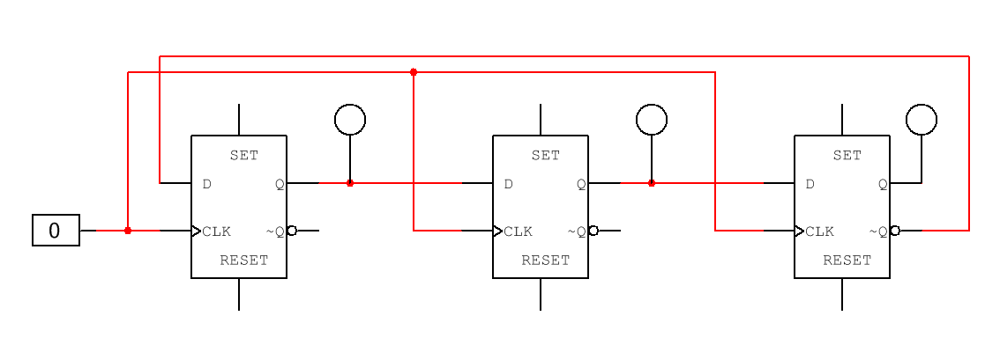 SET SET SET
D Q D Q D Q
0 CLK ~Q CLK ~Q CLK ~Q
RESET RESET RESET